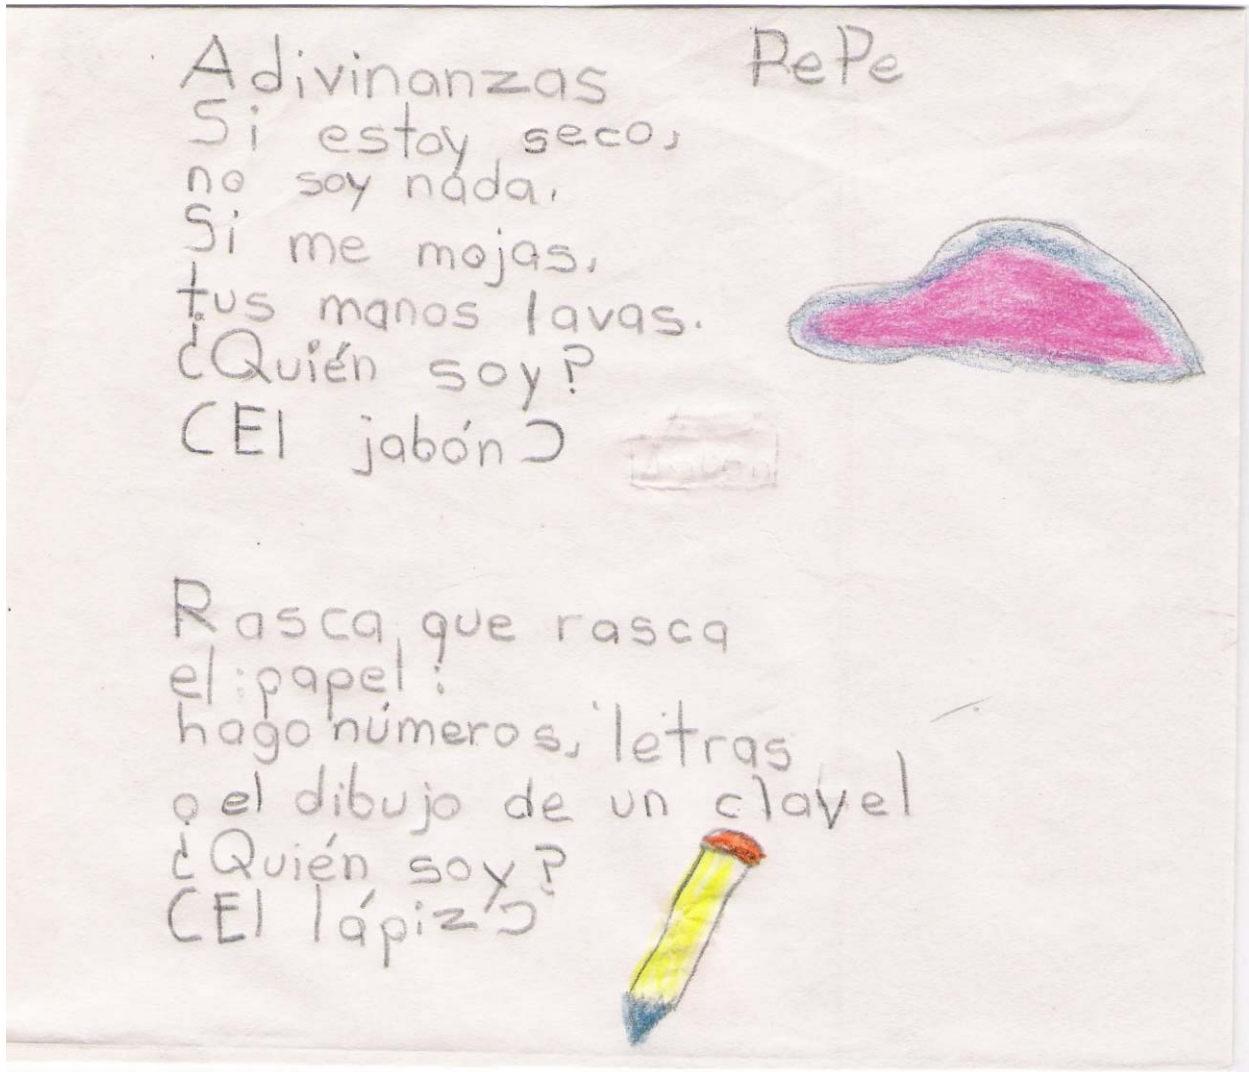 Adivinanzas PePe
Si estoy seco,
no soy nada,
Si me mojas,
tus manos lavas.
¿Quién soy?
(El jabón)
Rasca, que rasca
el papel:
hago números, letras
o el dibujo de un clavel
¿Quién soy?
(El lápiz)